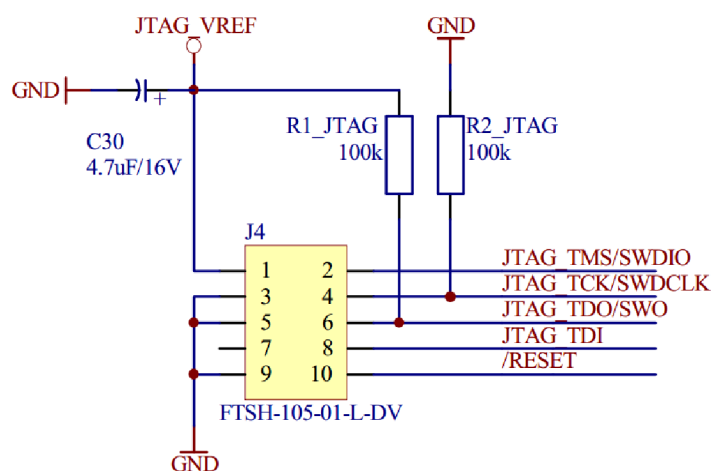 JTAG_VREF
GND
GND
+
C30
4.7uF/16V
R1_JTAG
100k
R2_JTAG
100k
J4
1 2
3 4
5 6
7 8
9 10
JTAG_TMS/SWDIO
JTAG_TCK/SWDCLK
JTAG_TDO/SWO
JTAG_TDI
/RESET
FTSH-105-01-L-DV
GND